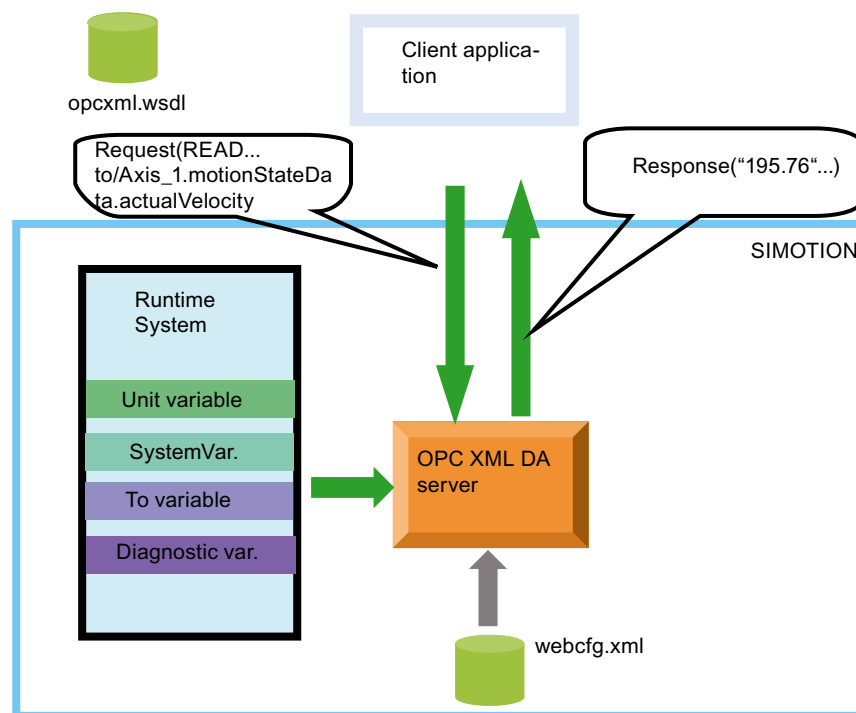 Client applica-
tion
opcxml.wsdl
Request(READ...
to/Axis_1.motionStateDa
ta.actualVelocity
Response(“195.76“...)
SIMOTION
Runtime
System
Unit variable
SystemVar.
To variable
Diagnostic var.
OPC XML DA
server
webcfg.xml